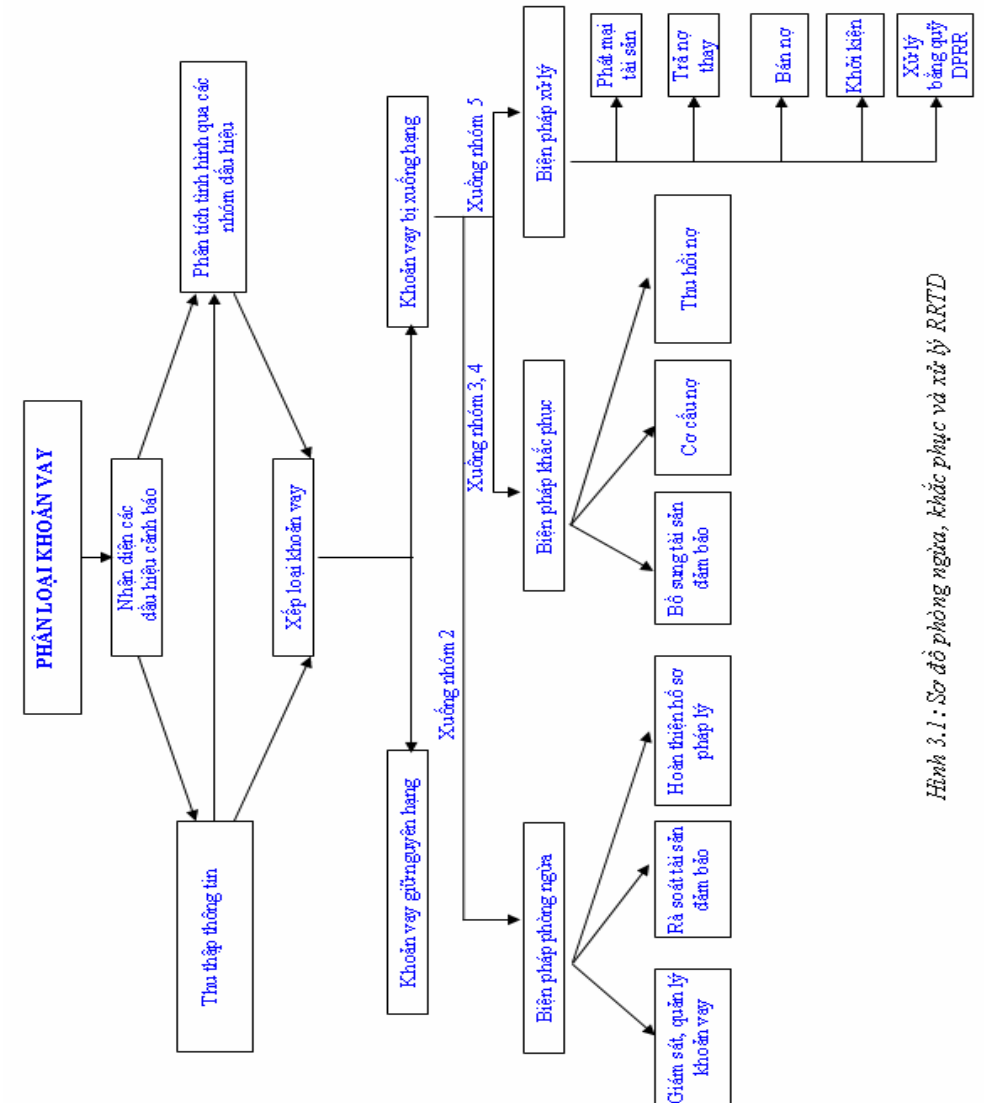 PHÂN LOẠI KHOẢN VAY
Nhận diện các
dấu hiệu cảnh báo
Thu thập thông tin
Phân tích tình hình qua các
nhóm dấu hiệu
Xếp loại khoản vay
Khoản vay giữ nguyên hạng
Khoản vay bị xuống hạng
Xuống nhóm 2
Xuống nhóm 3, 4
Xuống nhóm 5
Biện pháp phòng ngừa
Biện pháp khắc phục
Biện pháp xử lý
Giám sát, quản lý
khoản vay
Rà soát tài sản
đảm bảo
Hoàn thiện hồ sơ
pháp lý
Bổ sung tài sản
đảm bảo
Cơ cấu nợ
Thu hồi nợ
Phát mại
tài sản
Trả nợ
thay
Bán nợ
Khởi kiện
Xử lý
bằng quỹ
DPRR
Hình 3.1: Sơ đồ phòng ngừa, khắc phục và xử lý RRTD